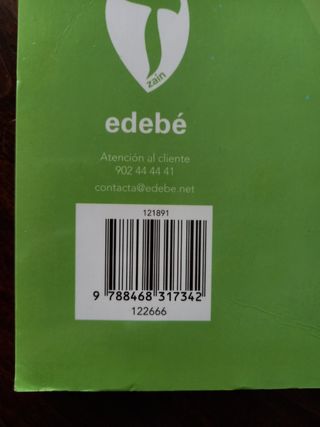 zain
edebé
Atención al cliente
902 44 44 41
contacta@edebe.net
121891
9 788468 317342
122666